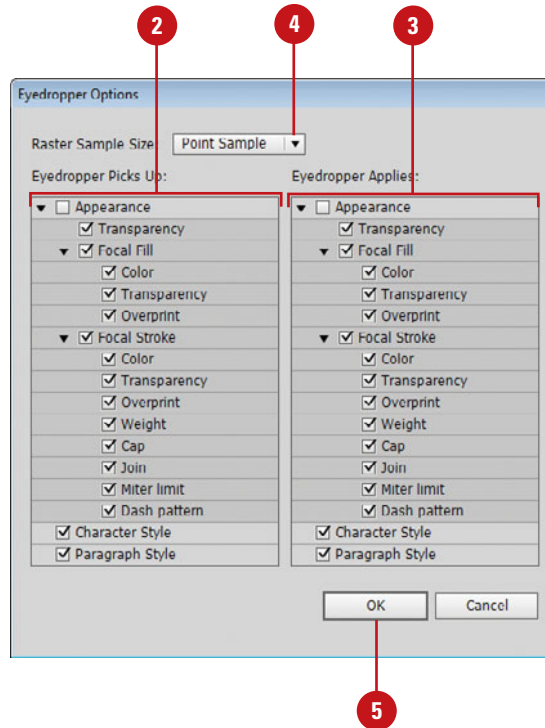 2 4 3
Eyedropper Options
Raster Sample Size: Point Sample
Eyedropper Picks Up:
Appearance
Transparency
Focal Fill
Color
Transparency
Overprint
Focal Stroke
Color
Transparency
Overprint
Weight
Cap
Join
Miter limit
Dash pattern
Character Style
Paragraph Style
Eyedropper Applies:
Appearance
Transparency
Focal Fill
Color
Transparency
Overprint
Focal Stroke
Color
Transparency
Overprint
Weight
Cap
Join
Miter limit
Dash pattern
Character Style
Paragraph Style
OK Cancel
5